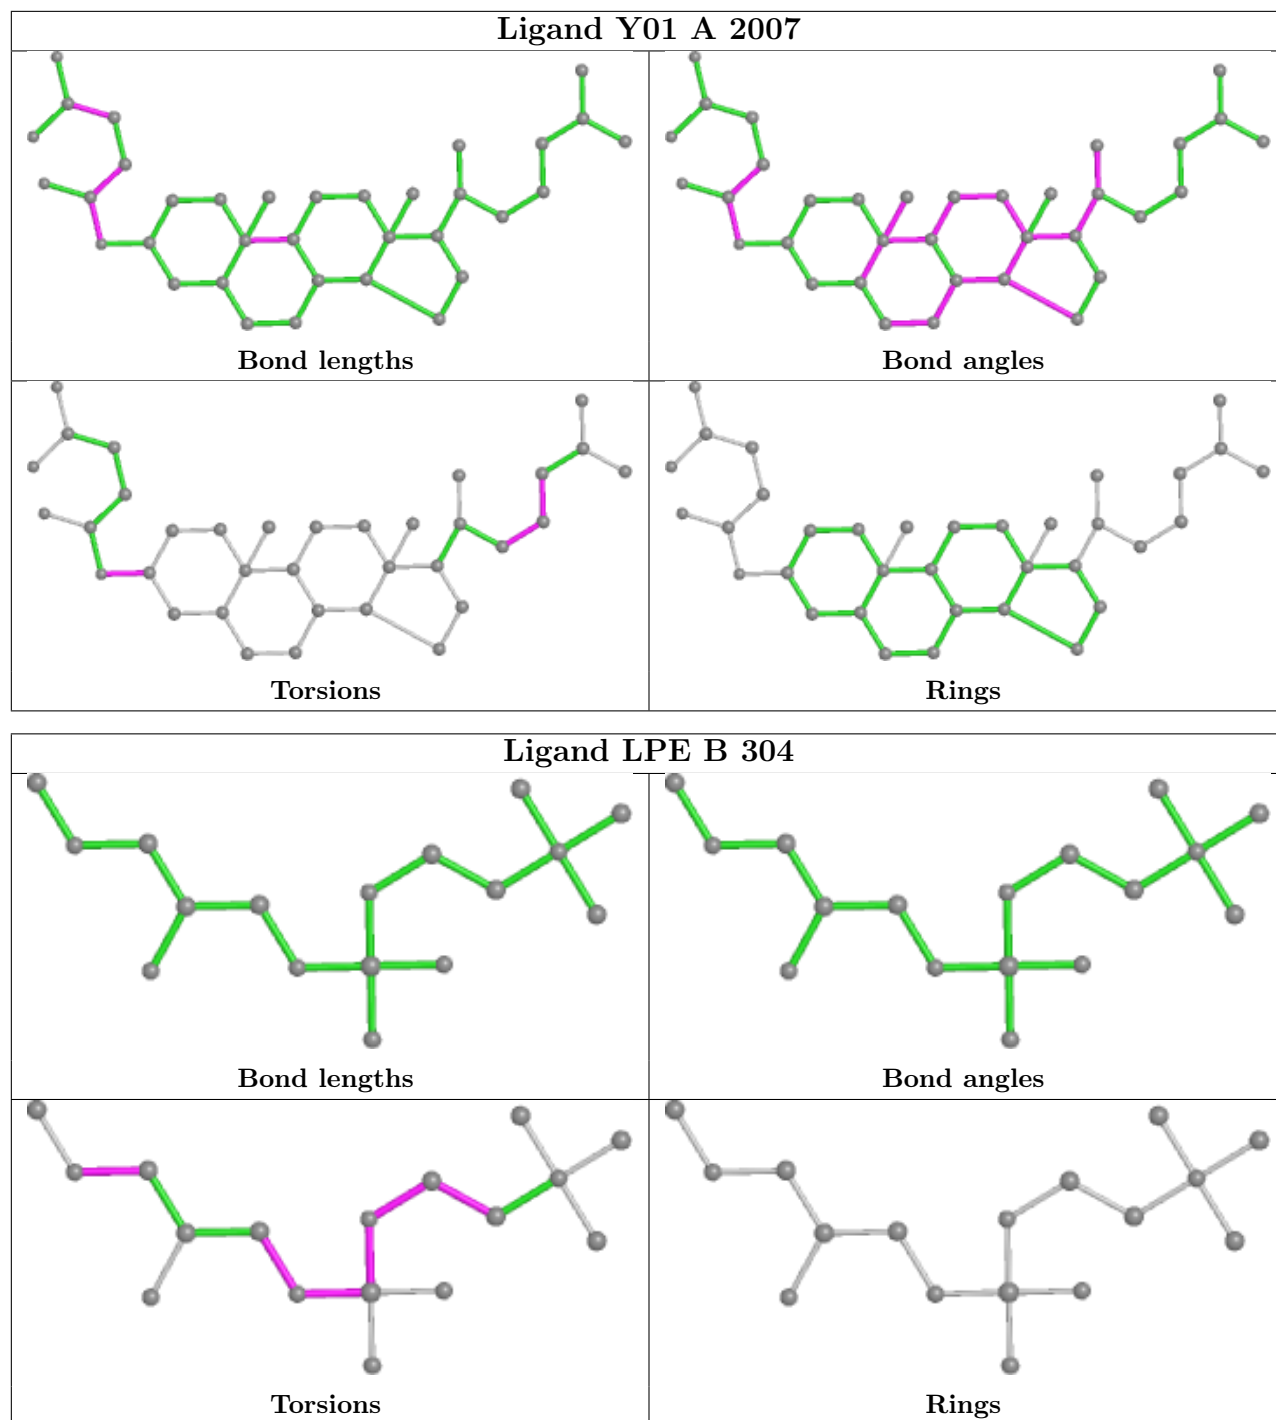 Ligand Y01 A 2007
Bond lengths
Bond angles
Torsions
Rings
Ligand LPE B 304
Bond lengths
Bond angles
Torsions
Rings